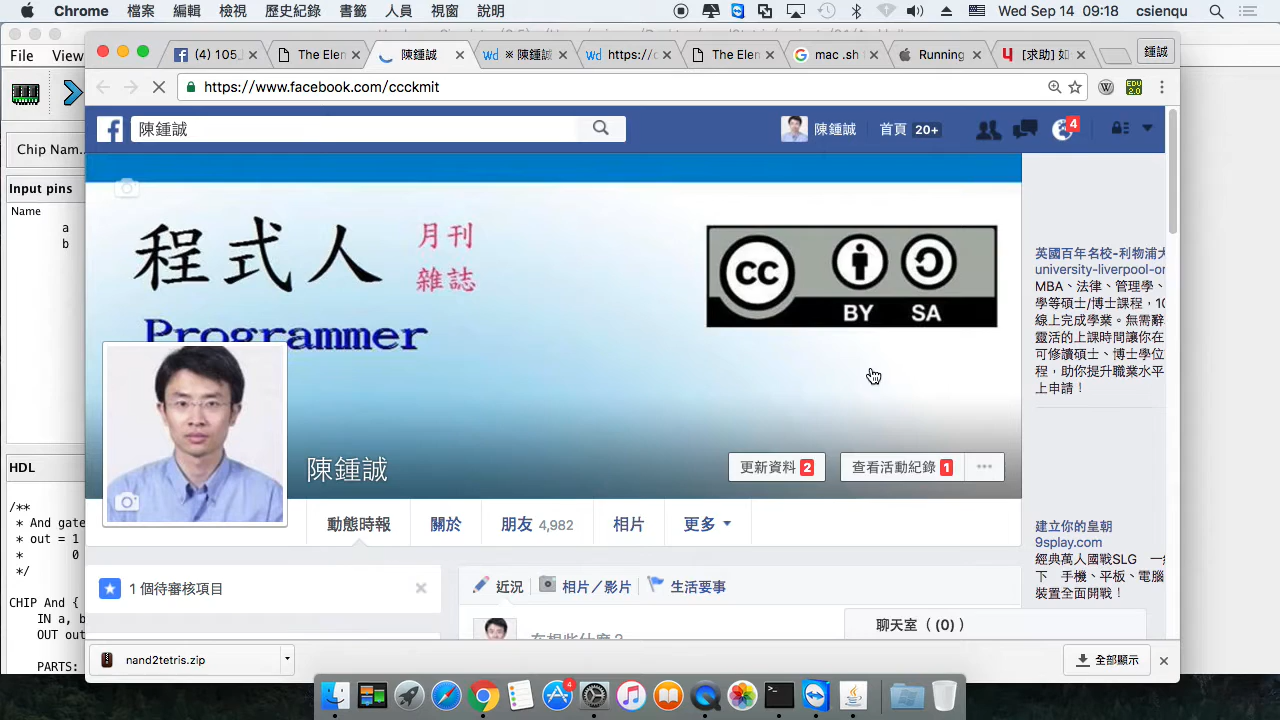 Chrome 檔案 編輯 檢視 歷史紀錄 書籤 人員 視窗 說明 Wed Sep 14 09:18 csienqu
File View
(4) 105. The Elen 陳鍾誠 ※ 陳鍾誠 https://c The Elen mac .sh f Running [求助] 如 鍾誠
https://www.facebook.com/ccckmit
陳鍾誠 陳鍾誠 首頁 20+ 4
Chip Nam...
Input pins
Name
a
b
程式人 月刊
雜誌
Programmer
CC BY SA
英國百年名校-利物浦大
university-liverpool-or
MBA、法律、管理學、
學等碩士/博士課程，10
線上完成學業。無需辭
靈活的上課時間讓你在
可修讀碩士、博士學位
程，助你提升職業水平
上申請！
陳鍾誠 更新資料 2 查看活動紀錄 1
動態時報 關於 朋友 4,982 相片 更多
HDL
/**
* And gate
* out = 1
* 0
*/
CHIP And {
IN a, b
OUT out
PARTS:
建立你的皇朝
9splay.com
經典萬人國戰SLG 一
下 手機、平板、電腦
裝置全面開戰！
1 個待審核項目
近況 相片／影片 生活要事
在想些什麼？
聊天室（(0)）
nand2tetris.zip 全部顯示
4